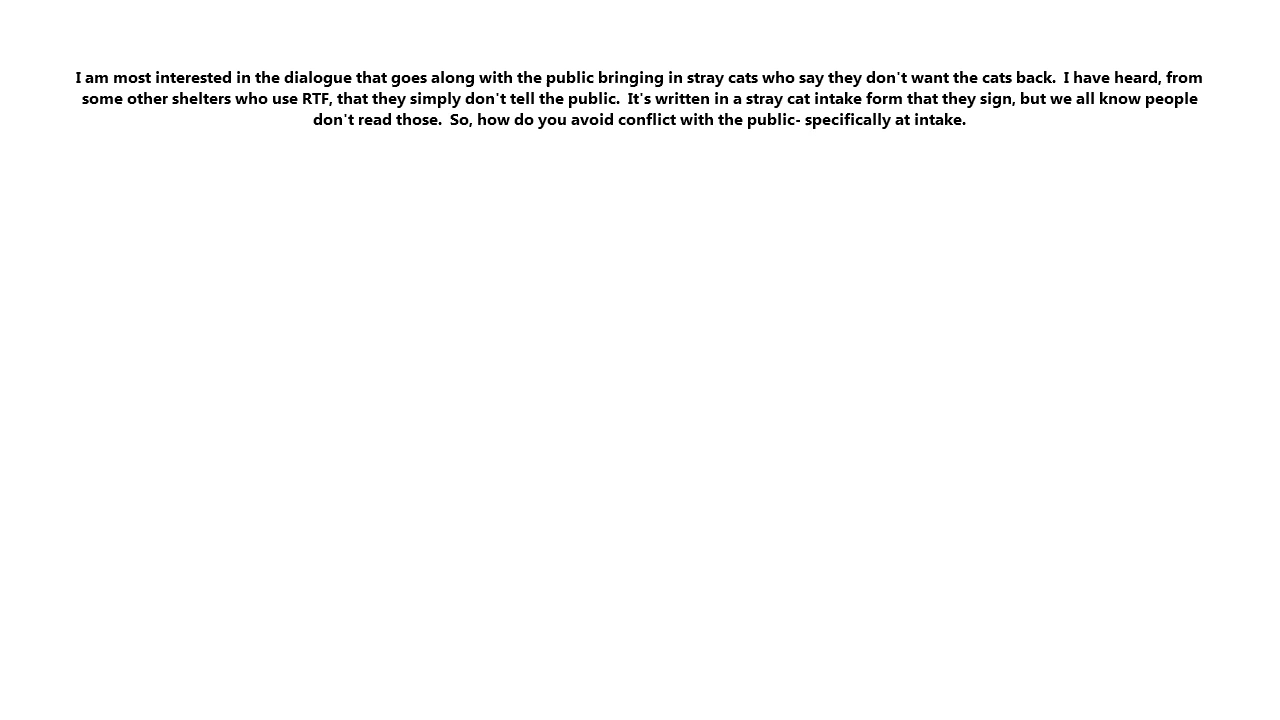 I am most interested in the dialogue that goes along with the public bringing in stray cats who say they don't want the cats back.  I have heard, from
some other shelters who use RTF, that they simply don't tell the public.  It's written in a stray cat intake form that they sign, but we all know people
don't read those.  So, how do you avoid conflict with the public- specifically at intake.